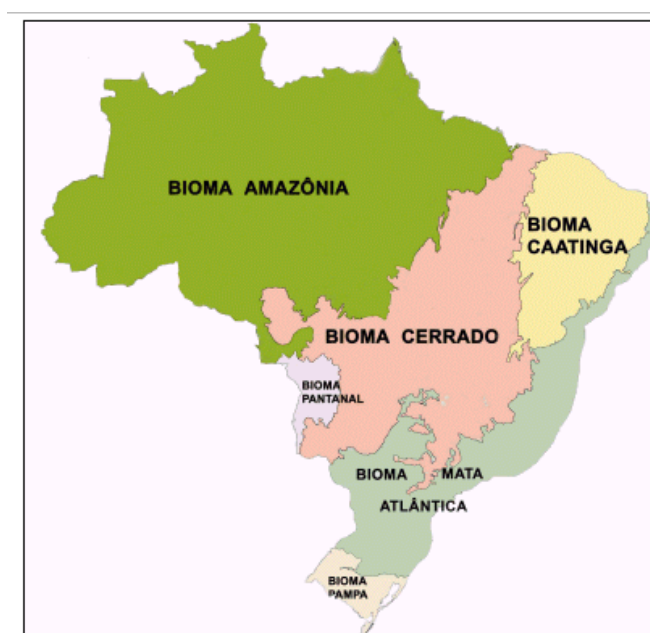 BIOMA AMAZÔNIA
BIOMA
CAATINGA
BIOMA CERRADO
BIOMA
PANTANAL
BIOMA MATA
ATLÂNTICA
BIOMA
PAMPA